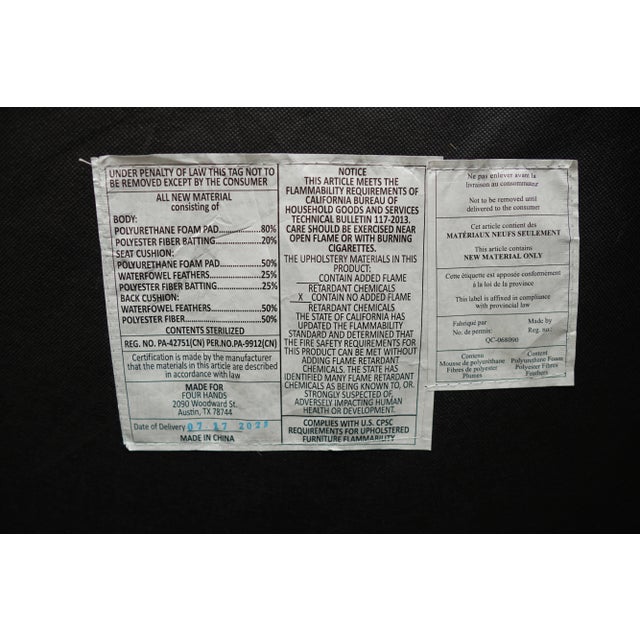 UNDER PENALTY OF LAW THIS TAG NOT TO
BE REMOVED EXCEPT BY THE CONSUMER
ALL NEW MATERIAL
consisting of
BODY:
POLYURETHANE FOAM PAD..............80%
POLYESTER FIBER BATTING..............20%
SEAT CUSHION:
POLYURETHANE FOAM PAD..............50%
WATERFOWL FEATHERS..................25%
POLYESTER FIBER BATTING..............25%
BACK CUSHION:
WATERFOWL FEATHERS..................50%
POLYESTER FIBER..........................50%
CONTENTS STERILIZED
REG. NO. PA-42751(CN) PER.NO.PA-9912(CN)
Certification is made by the manufacturer
that the materials in this article are described
in accordance with law
MADE FOR
FOUR HANDS
2090 Woodward St.
Austin, TX 78744
Date of Delivery 07 17 2023
MADE IN CHINA
NOTICE
THIS ARTICLE MEETS THE
FLAMMABILITY REQUIREMENTS OF
CALIFORNIA BUREAU OF
HOUSEHOLD GOODS AND SERVICES
TECHNICAL BULLETIN 117-2013.
CARE SHOULD BE EXERCISED NEAR
OPEN FLAME OR WITH BURNING
CIGARETTES.
THE UPHOLSTERY MATERIALS IN THIS
PRODUCT:
____CONTAIN ADDED FLAME
RETARDANT CHEMICALS
__X__CONTAIN NO ADDED FLAME
RETARDANT CHEMICALS
THE STATE OF CALIFORNIA HAS
UPDATED THE FLAMMABILITY
STANDARD AND DETERMINED THAT
THE FIRE SAFETY REQUIREMENTS FOR
THIS PRODUCT CAN BE MET WITHOUT
ADDING FLAME RETARDANT
CHEMICALS. THE STATE HAS
IDENTIFIED MANY FLAME RETARDANT
CHEMICALS AS BEING KNOWN TO, OR
STRONGLY SUSPECTED OF,
ADVERSELY IMPACTING HUMAN
HEALTH OR DEVELOPMENT.
COMPLIES WITH U.S. CPSC
REQUIREMENTS FOR UPHOLSTERED
FURNITURE FLAMMABILITY
Ne pas enlever avant la
livraison au consommateur
Not to be removed until
delivered to the consumer
Cet article contient des
MATÉRIAUX NEUFS SEULEMENT
This article contains
NEW MATERIAL ONLY
Cette étiquette est apposée conformément
à la loi de la province
This label is affixed in compliance
with provincial law
Fabriqué par Made by
No. de permis: Reg. no.:
QC-068090
Contenu Content
Mousse de polyuréthane Polyurethane Foam
Fibres de polyester Polyester Fibers
Plumes Feathers